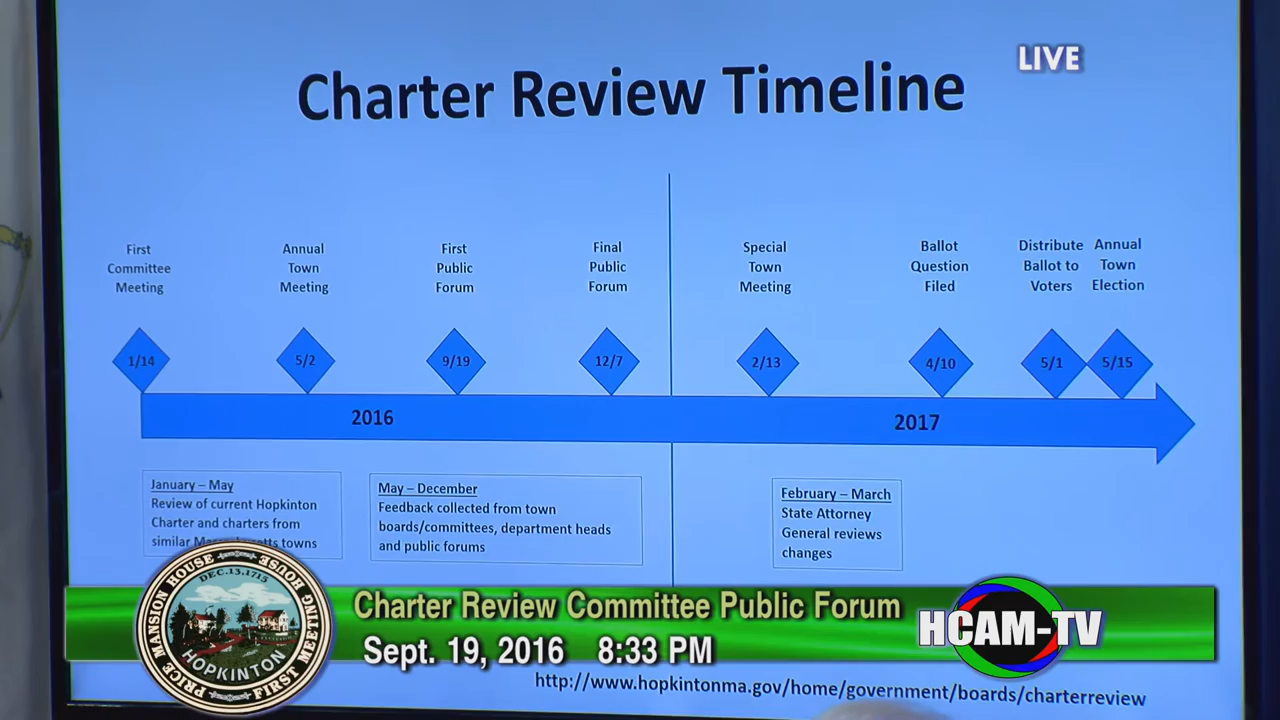 LIVE
Charter Review Timeline
First
Committee
Meeting
Annual
Town
Meeting
First
Public
Forum
Final
Public
Forum
Special
Town
Meeting
Ballot
Question
Filed
Distribute
Ballot to
Voters
Annual
Town
Election
1/14
5/2
9/19
12/7
2/13
4/10
5/1
5/15
2016
2017
January – May
Review of current Hopkinton
Charter and charters from
similar Massachusetts towns
May – December
Feedback collected from town
boards/committees, department heads
and public forums
February – March
State Attorney
General reviews
changes
PRICE MANSION HOUSE
FIRST MEETING HOUSE
DEC.13.1715
HOPKINTON
Charter Review Committee Public Forum
Sept. 19, 2016 8:33 PM
HCAM-TV
http://www.hopkintonma.gov/home/government/boards/charterreview